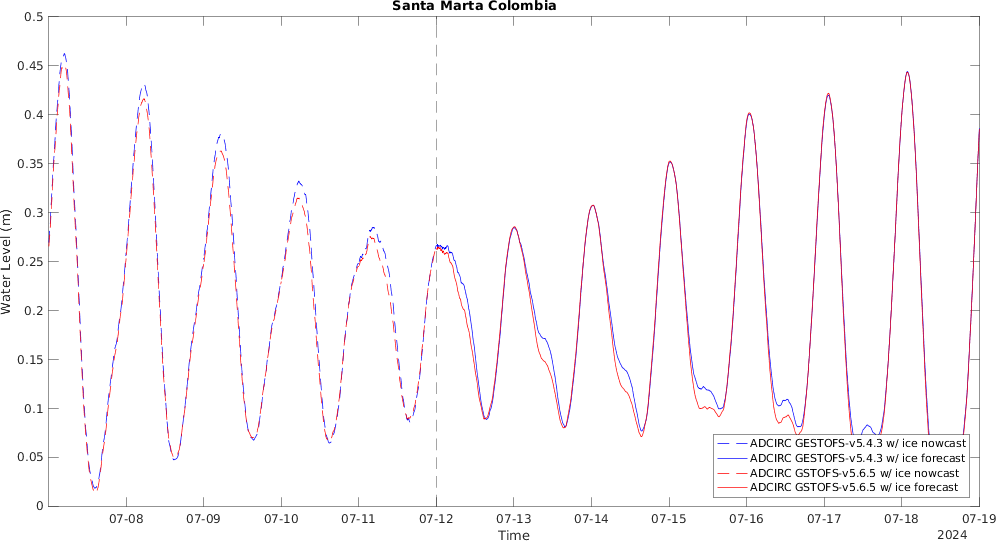 Santa Marta Colombia
0.5
0.45
0.4
0.35
0.3
0.25
0.2
0.15
0.1
0.05
0
Water Level (m)
ADCIRC GESTOFS-v5.4.3 w/ ice nowcast
ADCIRC GESTOFS-v5.4.3 w/ ice forecast
ADCIRC GSTOFS-v5.6.5 w/ ice nowcast
ADCIRC GSTOFS-v5.6.5 w/ ice forecast
07-08 07-09 07-10 07-11 07-12 07-13 07-14 07-15 07-16 07-17 07-18 07-19
Time
2024